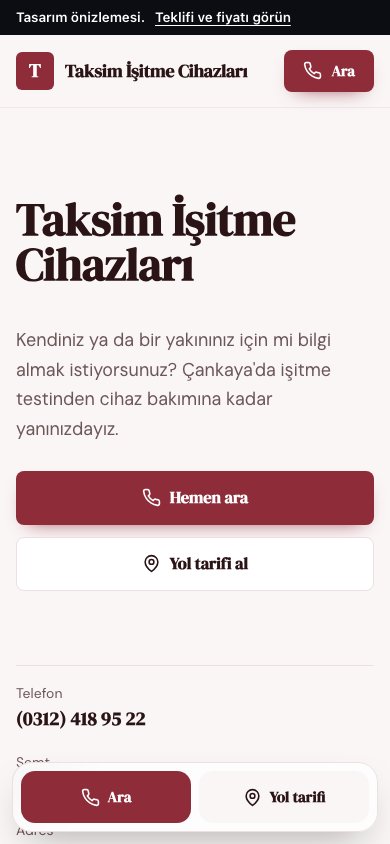 Tasarım önizlemesi. Teklifi ve fiyatı görün
T Taksim İşitme Cihazları Ara
Taksim İşitme
Cihazları
Kendiniz ya da bir yakınınız için mi bilgi
almak istiyorsunuz? Çankaya'da işitme
testinden cihaz bakımına kadar
yanınızdayız.
Hemen ara
Yol tarifi al
Telefon
(0312) 418 95 22
Semt
Ara Yol tarifi
Adres